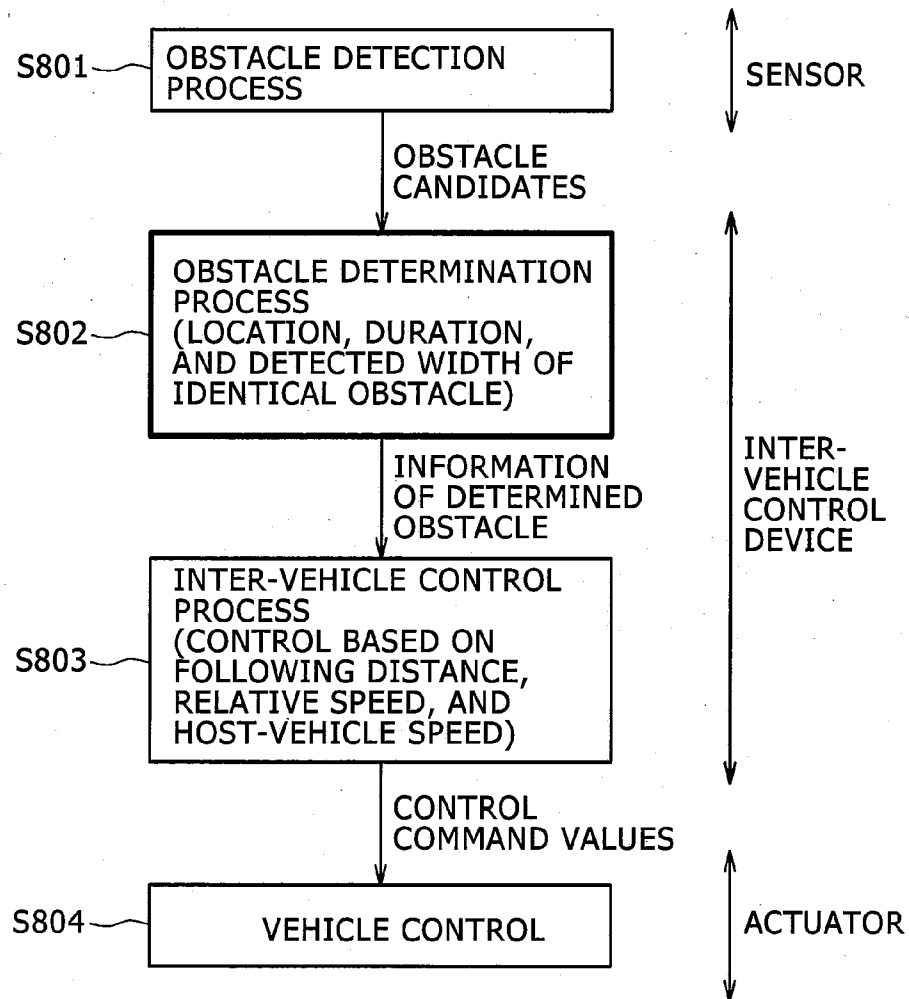 S801
OBSTACLE DETECTION
PROCESS
SENSOR
OBSTACLE
CANDIDATES
S802
OBSTACLE DETERMINATION
PROCESS
(LOCATION, DURATION,
AND DETECTED WIDTH OF
IDENTICAL OBSTACLE)
INFORMATION
OF DETERMINED
OBSTACLE
INTER-
VEHICLE
CONTROL
DEVICE
S803
INTER-VEHICLE CONTROL
PROCESS
(CONTROL BASED ON
FOLLOWING DISTANCE,
RELATIVE SPEED, AND
HOST-VEHICLE SPEED)
CONTROL
COMMAND VALUES
S804
VEHICLE CONTROL
ACTUATOR